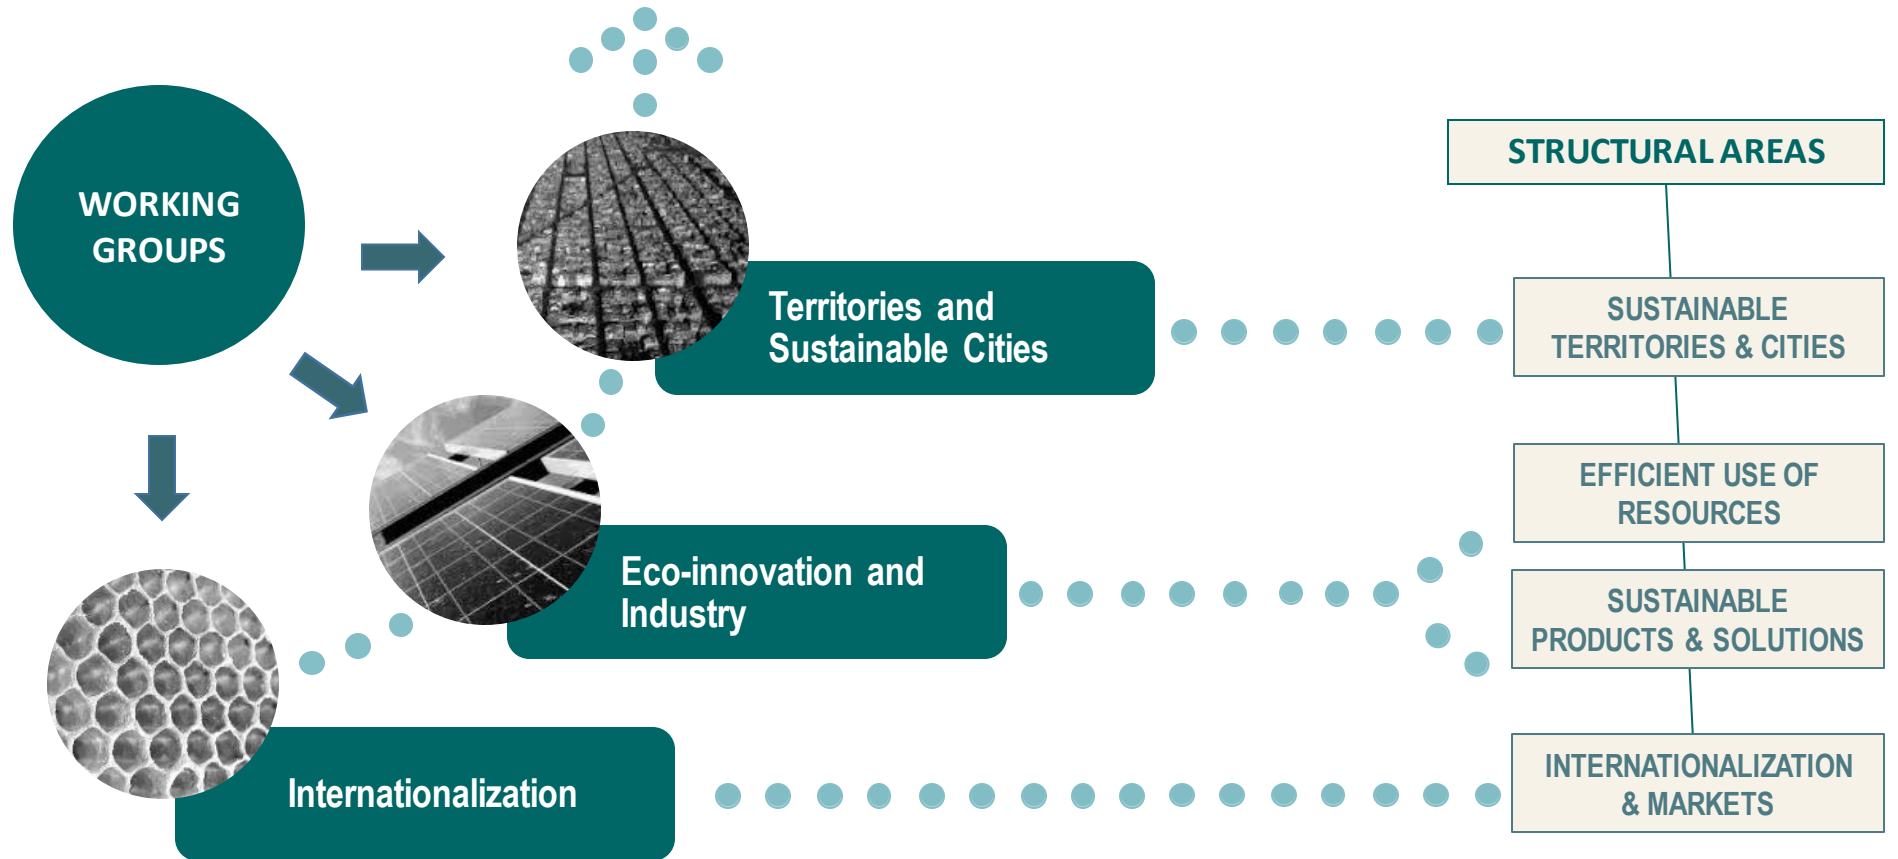 WORKING
GROUPS
STRUCTURAL AREAS
Territories and
Sustainable Cities
SUSTAINABLE
TERRITORIES & CITIES
EFFICIENT USE OF
RESOURCES
Eco-innovation and
Industry
SUSTAINABLE
PRODUCTS & SOLUTIONS
Internationalization
INTERNATIONALIZATION
& MARKETS